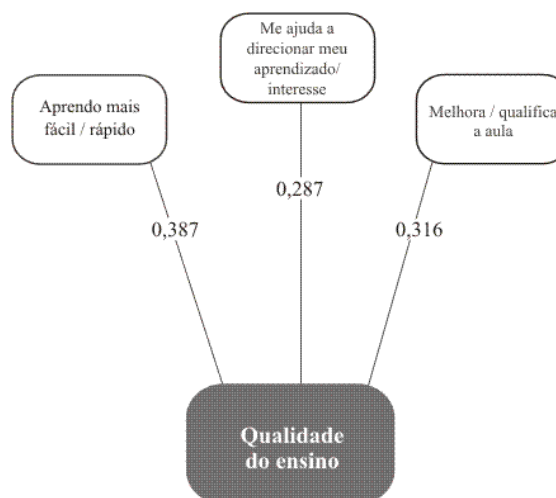 Me ajuda a
direcionar meu
aprendizado/
interesse
Aprendo mais
fácil / rápido
Melhora / qualifica
a aula
0,387
0,287
0,316
Qualidade
do ensino